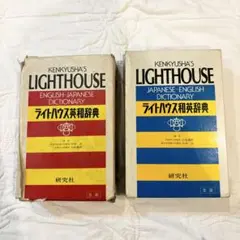 KENKYUSHA'S
LIGHTHOUSE
ENGLISH-JAPANESE
DICTIONARY
ライトハウス英和辞典
研究社
KENKYUSHA'S
LIGHTHOUSE
JAPANESE-ENGLISH
DICTIONARY
ライトハウス和英辞典
研究社